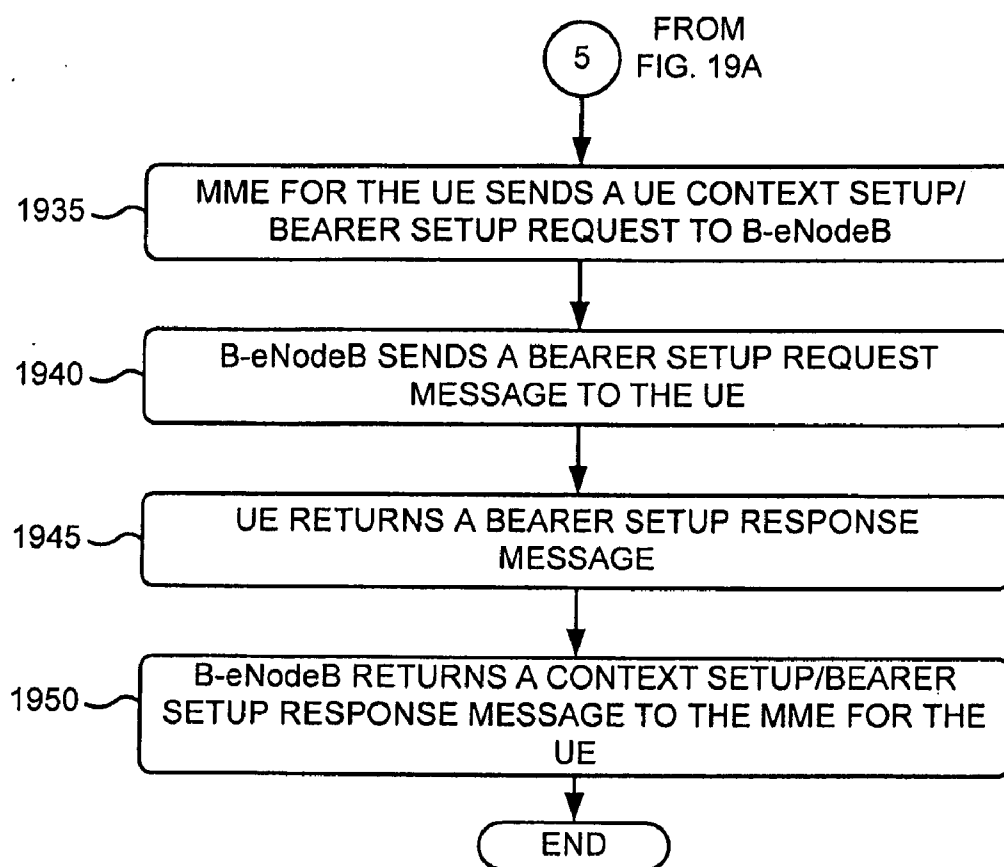 5
FROM
FIG. 19A
1935
MME FOR THE UE SENDS A UE CONTEXT SETUP/
BEARER SETUP REQUEST TO B-eNodeB
1940
B-eNodeB SENDS A BEARER SETUP REQUEST
MESSAGE TO THE UE
1945
UE RETURNS A BEARER SETUP RESPONSE
MESSAGE
1950
B-eNodeB RETURNS A CONTEXT SETUP/BEARER
SETUP RESPONSE MESSAGE TO THE MME FOR THE
UE
END